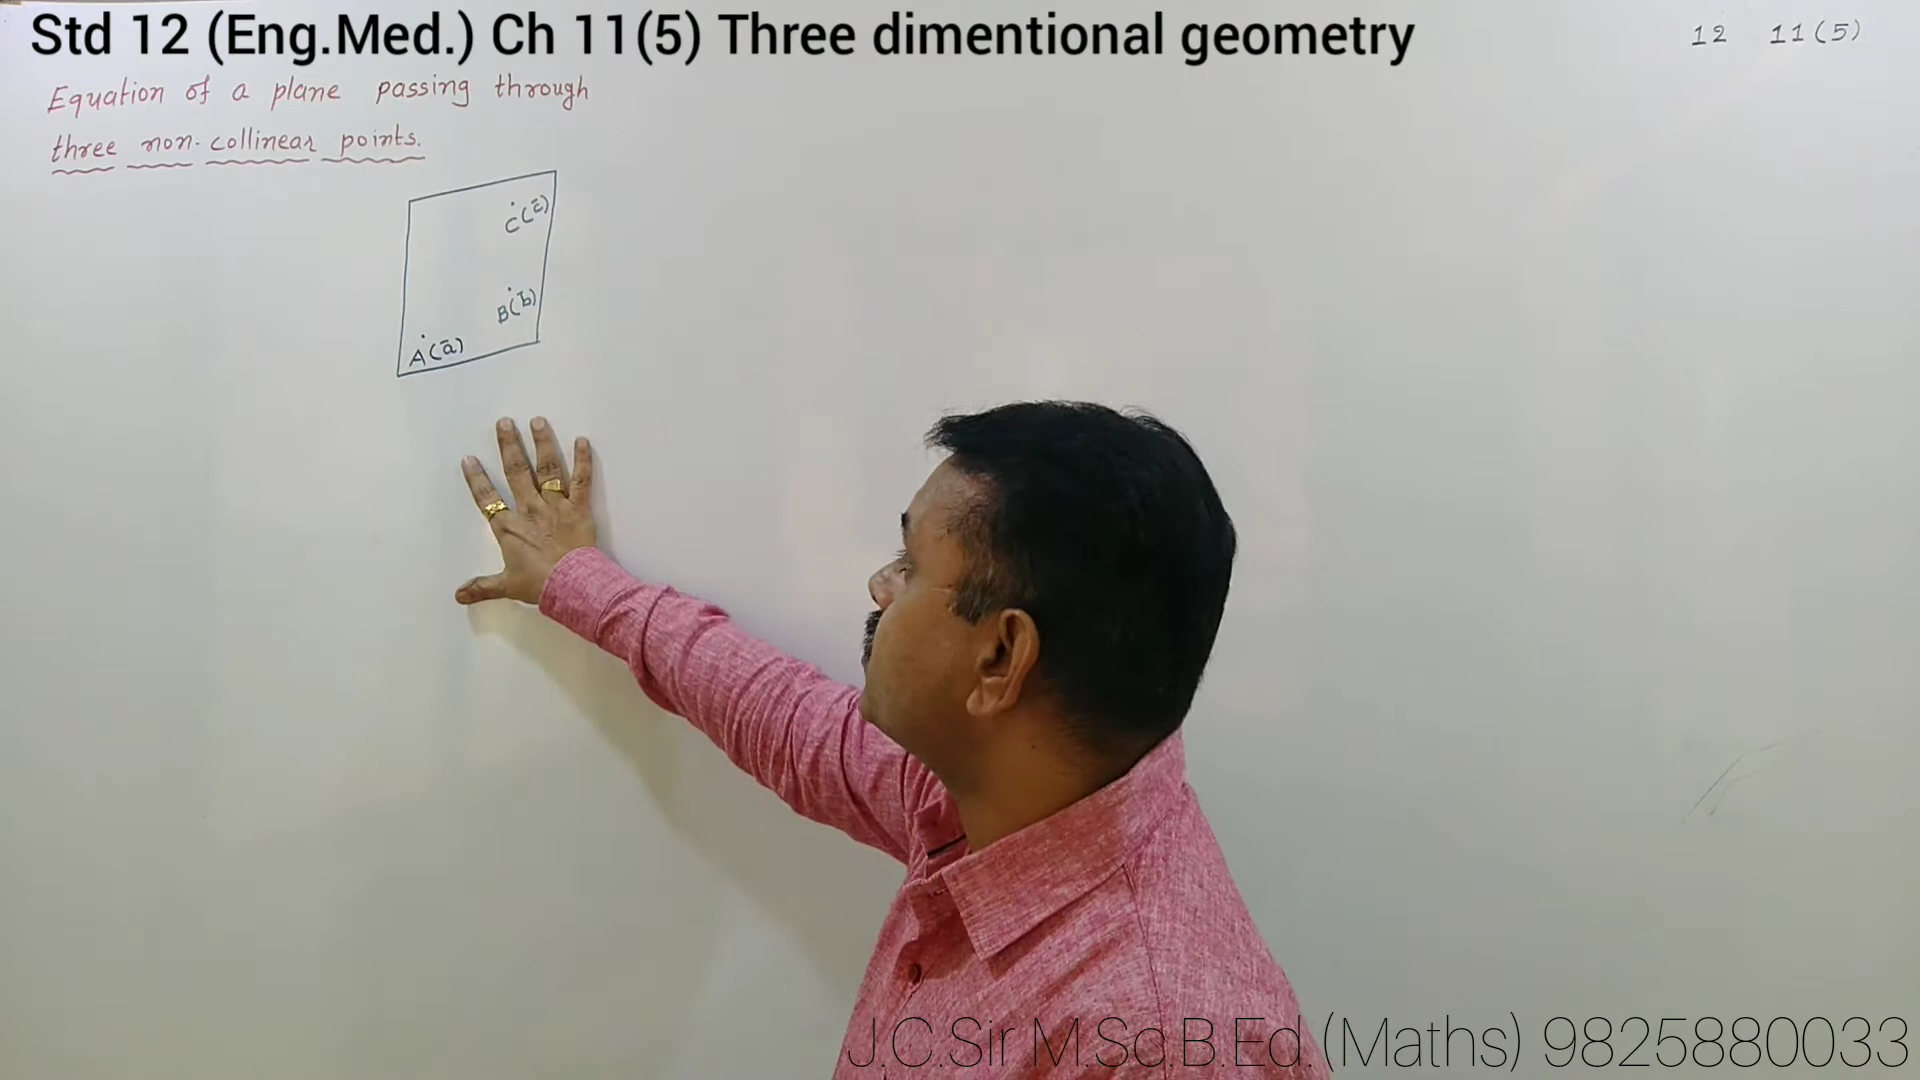 Std 12 (Eng.Med.) Ch 11(5) Three dimentional geometry
12 11(5)
Equation of a plane passing through
three non-collinear points.
C(c̄)
B(b̄)
A(ā)
J.C.Sir M.Sc.B.Ed.(Maths) 9825880033